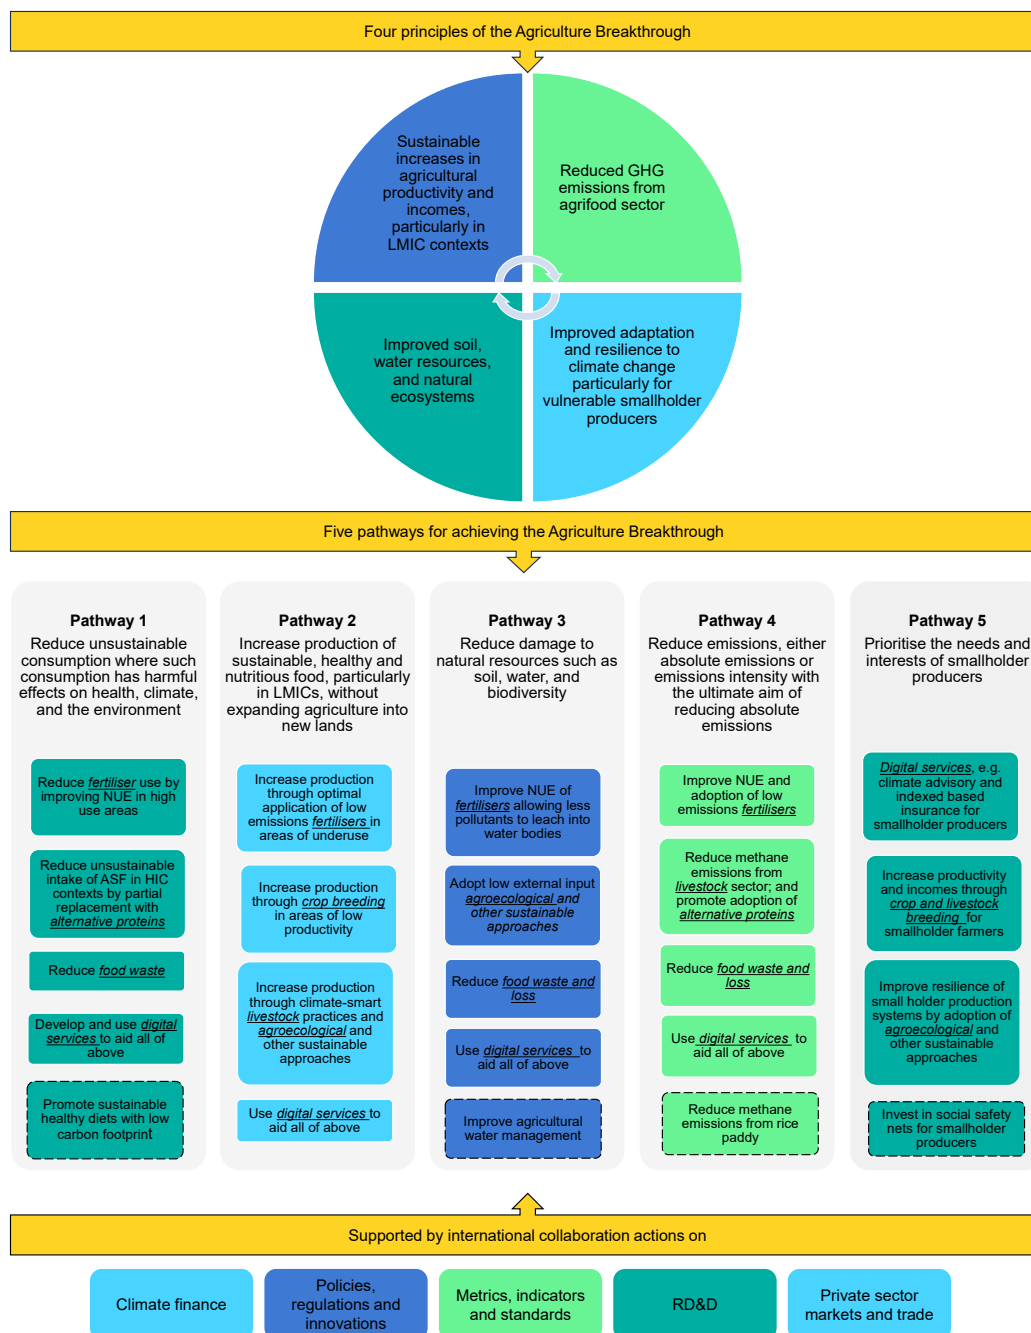 Four principles of the Agriculture Breakthrough
Sustainable
increases in
agricultural
productivity and
incomes,
particularly in
LMIC contexts
Reduced GHG
emissions from
agrifood sector
Improved soil,
water resources,
and natural
ecosystems
Improved adaptation
and resilience to
climate change
particularly for
vulnerable smallholder
producers
Five pathways for achieving the Agriculture Breakthrough
Pathway 1
Reduce unsustainable
consumption where such
consumption has harmful
effects on health, climate,
and the environment
Reduce fertiliser use by
improving NUE in high
use areas
Reduce unsustainable
intake of ASF in HIC
contexts by partial
replacement with
alternative proteins
Reduce food waste
Develop and use digital
services to aid all of
above
Promote sustainable
healthy diets with low
carbon footprint
Pathway 2
Increase production of
sustainable, healthy and
nutritious food, particularly
in LMICs, without
expanding agriculture into
new lands
Increase production
through optimal
application of low
emissions fertilisers in
areas of underuse
Increase production
through crop breeding
in areas of low
productivity
Increase production
through climate-smart
livestock practices and
agroecological and
other sustainable
approaches
Use digital services to
aid all of above
Pathway 3
Reduce damage to
natural resources such as
soil, water, and
biodiversity
Improve NUE of
fertilisers allowing less
pollutants to leach into
water bodies
Adopt low external input
agroecological and
other sustainable
approaches
Reduce food waste and
loss
Use digital services to
aid all of above
Improve agricultural
water management
Pathway 4
Reduce emissions, either
absolute emissions or
emissions intensity with
the ultimate aim of
reducing absolute
emissions
Improve NUE and
adoption of low
emissions fertilisers
Reduce methane
emissions from
livestock sector; and
promote adoption of
alternative proteins
Reduce food waste and
loss
Use digital services to
aid all of above
Reduce methane
emissions from rice
paddy
Pathway 5
Prioritise the needs and
interests of smallholder
producers
Digital services, e.g.
climate advisory and
indexed based
insurance for
smallholder producers
Increase productivity
and incomes through
crop and livestock
breeding for
smallholder farmers
Improve resilience of
small holder production
systems by adoption of
agroecological and
other sustainable
approaches
Invest in social safety
nets for smallholder
producers
Supported by international collaboration actions on
Climate finance
Policies,
regulations and
innovations
Metrics, indicators
and standards
RD&D
Private sector
markets and trade